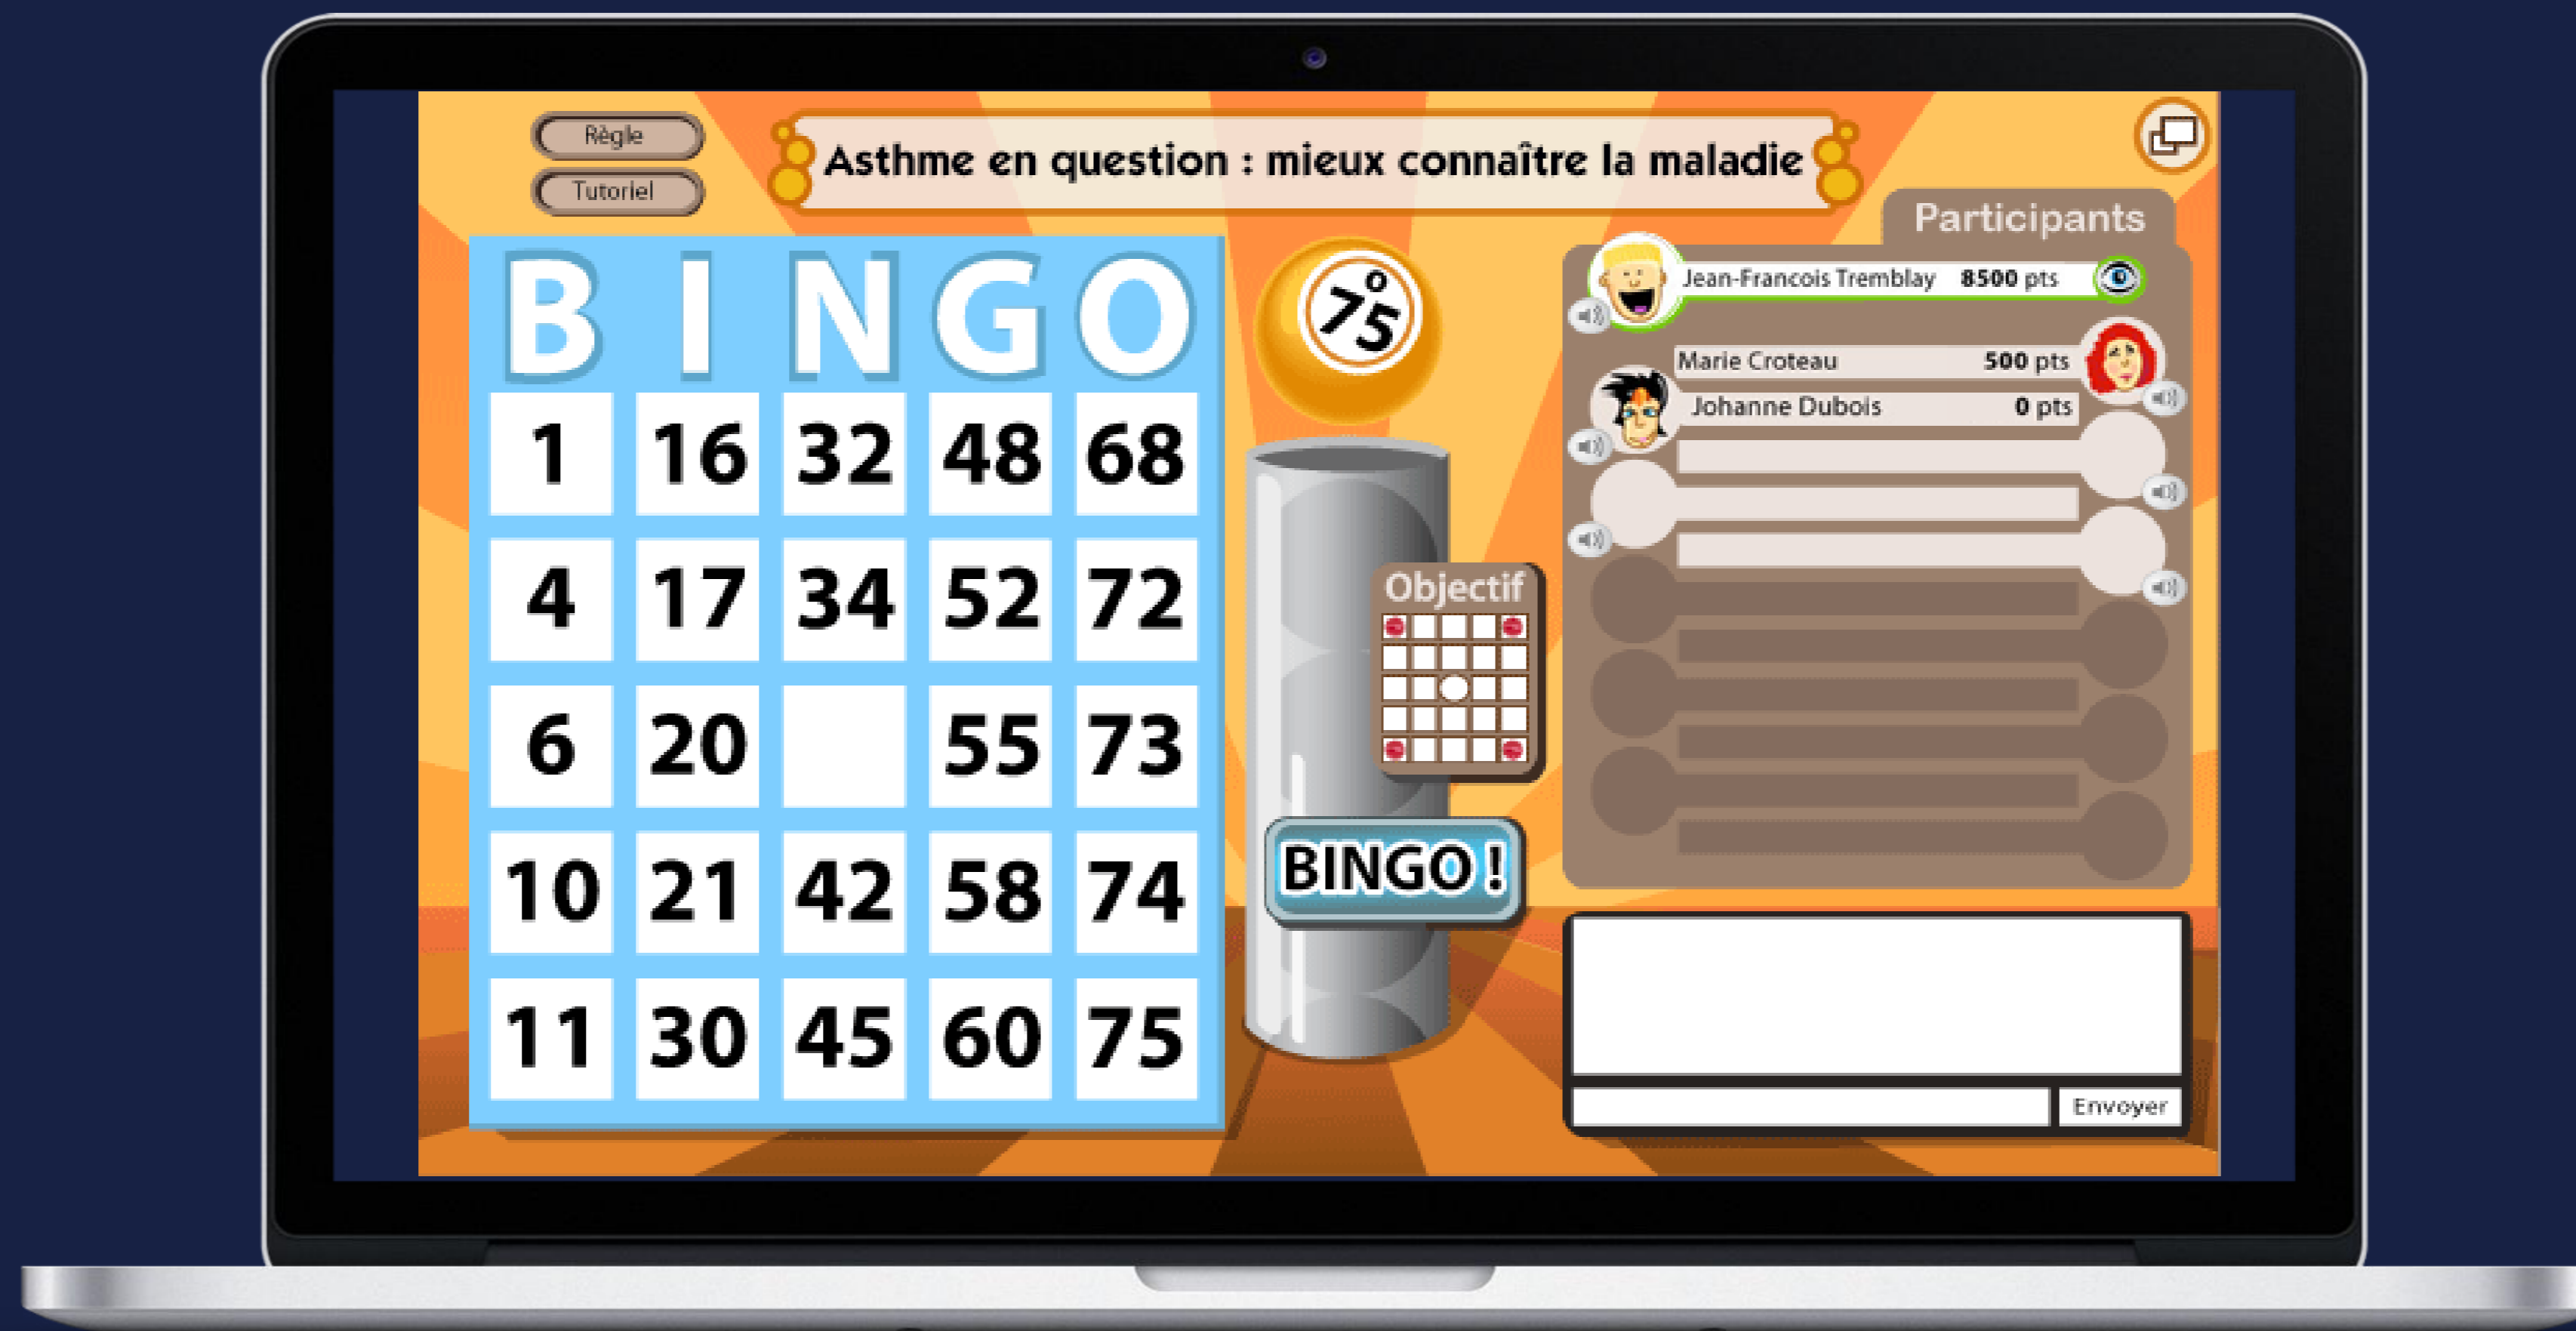 Règle
Tutoriel
Asthme en question : mieux connaître la maladie
B I N G O
1 16 32 48 68
4 17 34 52 72
6 20 55 73
10 21 42 58 74
11 30 45 60 75
O
75
Objectif
BINGO !
Participants
Jean-Francois Tremblay 8500 pts
Marie Croteau 500 pts
Johanne Dubois 0 pts
Envoyer